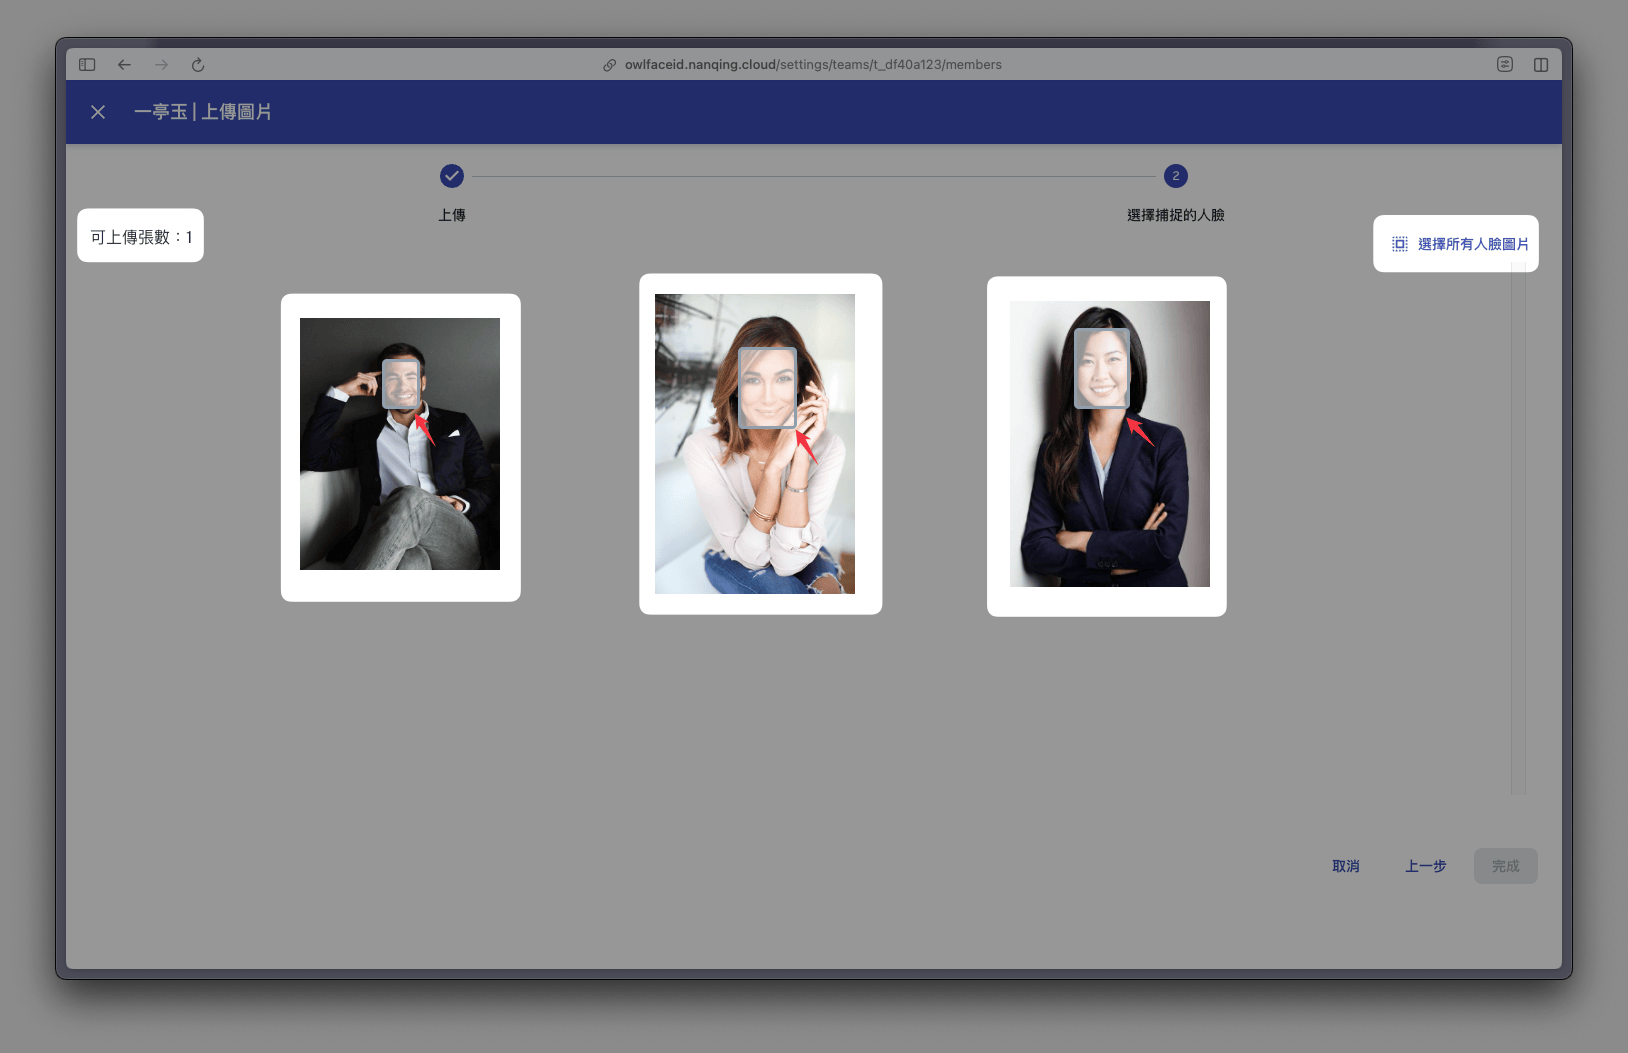 owlfaceid.nanqing.cloud/settings/teams/t_df40a123/members
一亭玉 | 上傳圖片
2
上傳
選擇捕捉的人臉
可上傳張數：1
選擇所有人臉圖片
取消
上一步
完成